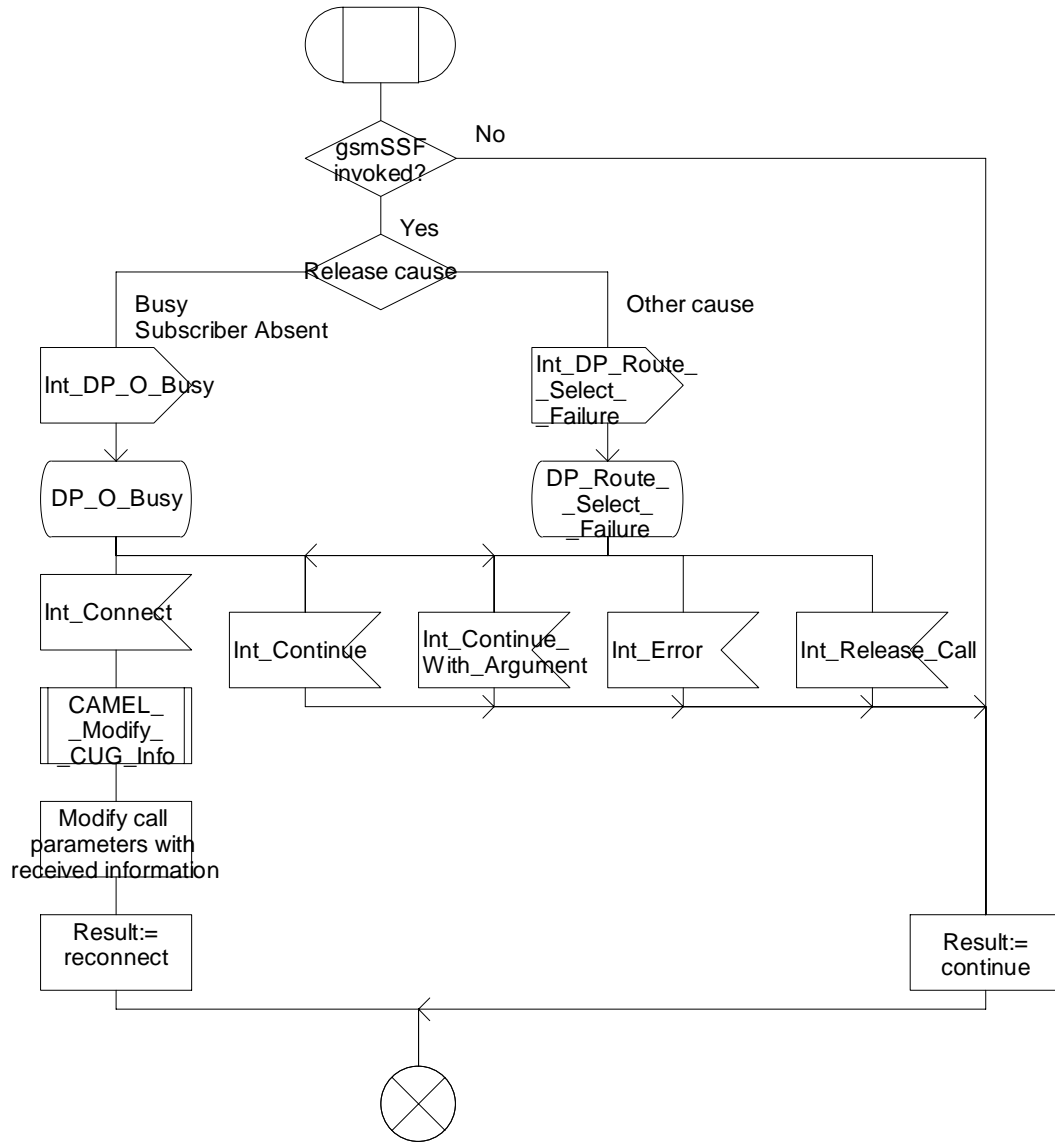 gsmSSF
invoked?
No
Yes
Release cause
Busy
Subscriber Absent
Other cause
Int_DP_O_Busy
Int_DP_Route_
_Select_
_Failure
DP_O_Busy
DP_Route_
_Select_
_Failure
Int_Connect
Int_Continue
Int_Continue_
With_Argument
Int_Error
Int_Release_Call
CAMEL_
_Modify_
_CUG_Info
Modify call
parameters with
received information
Result:=
reconnect
Result:=
continue